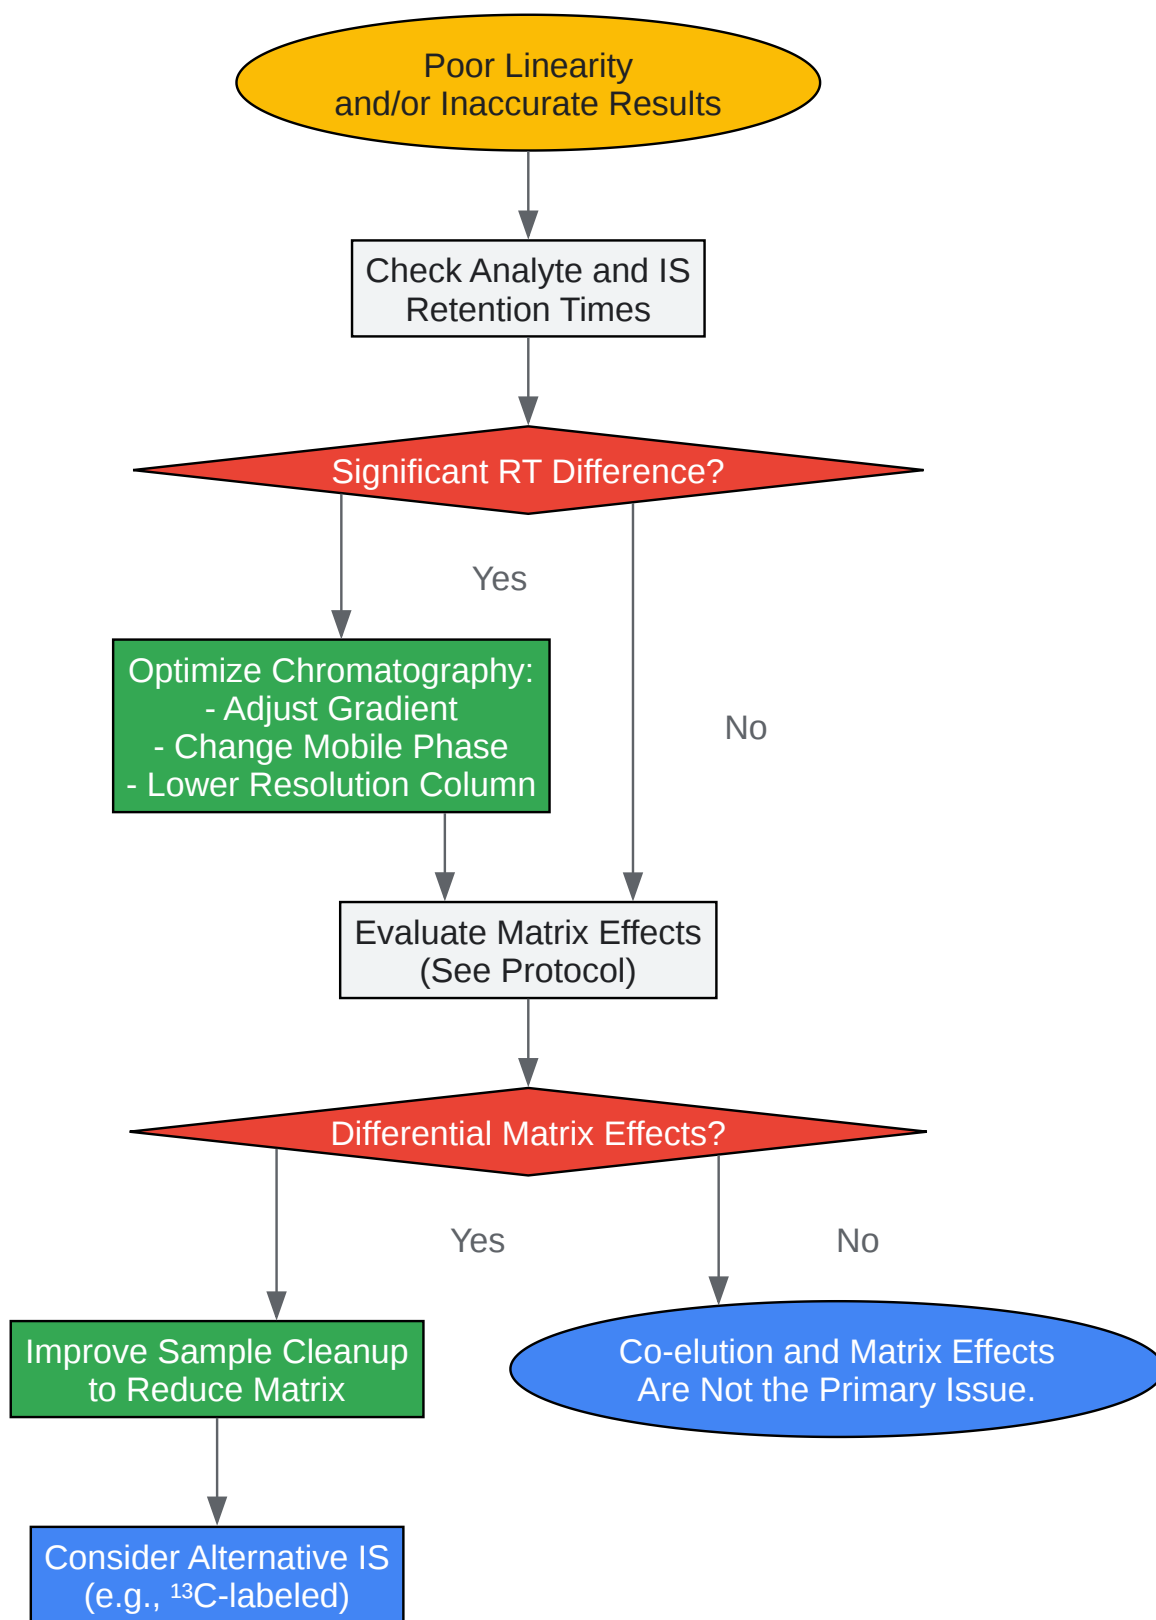 Poor Linearity
and/or Inaccurate Results
Check Analyte and IS
Retention Times
Significant RT Difference?
Yes
Optimize Chromatography:
- Adjust Gradient
- Change Mobile Phase
- Lower Resolution Column
No
Evaluate Matrix Effects
(See Protocol)
Differential Matrix Effects?
Yes
No
Improve Sample Cleanup
to Reduce Matrix
Co-elution and Matrix Effects
Are Not the Primary Issue.
Consider Alternative IS
(e.g., ¹³C-labeled)